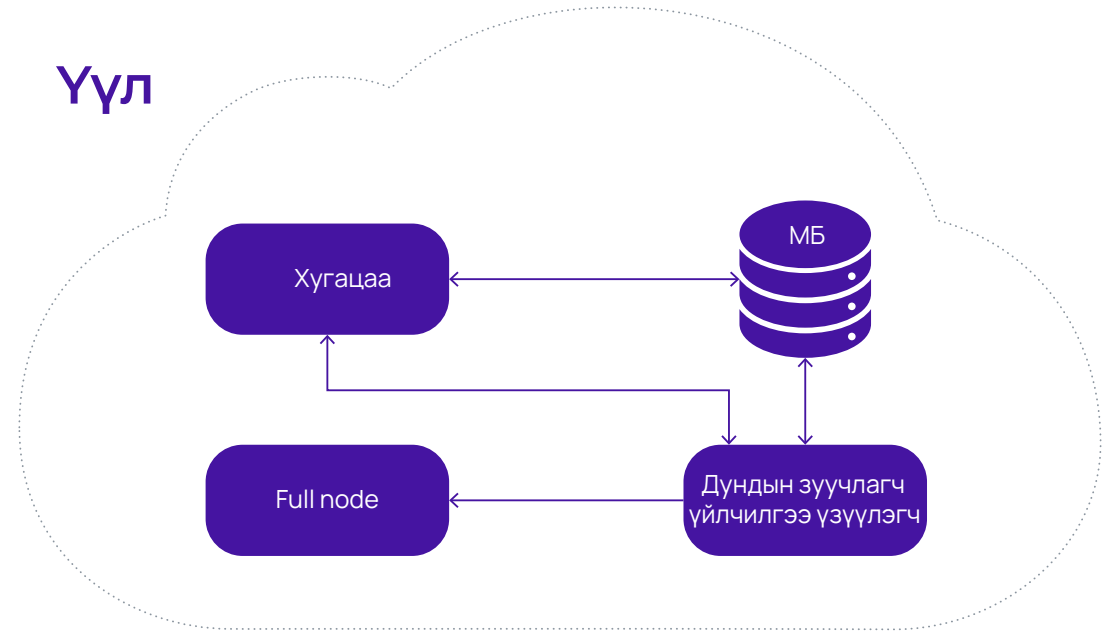 Үүл
МБ
Хугацаа
Full node
Дундын зуучлагч
үйлчилгээ үзүүлэгч